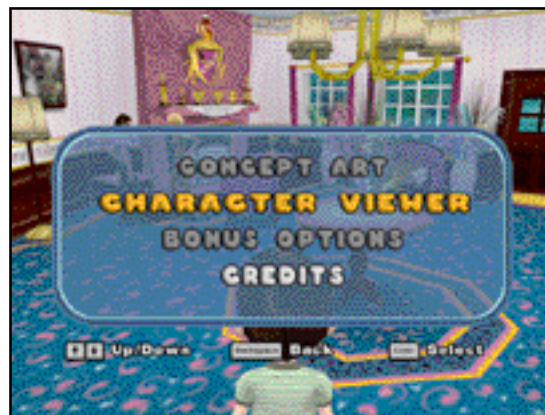 CONCEPT ART
CHARACTER VIEWER
BONUS OPTIONS
CREDITS
Up/Down Back Select